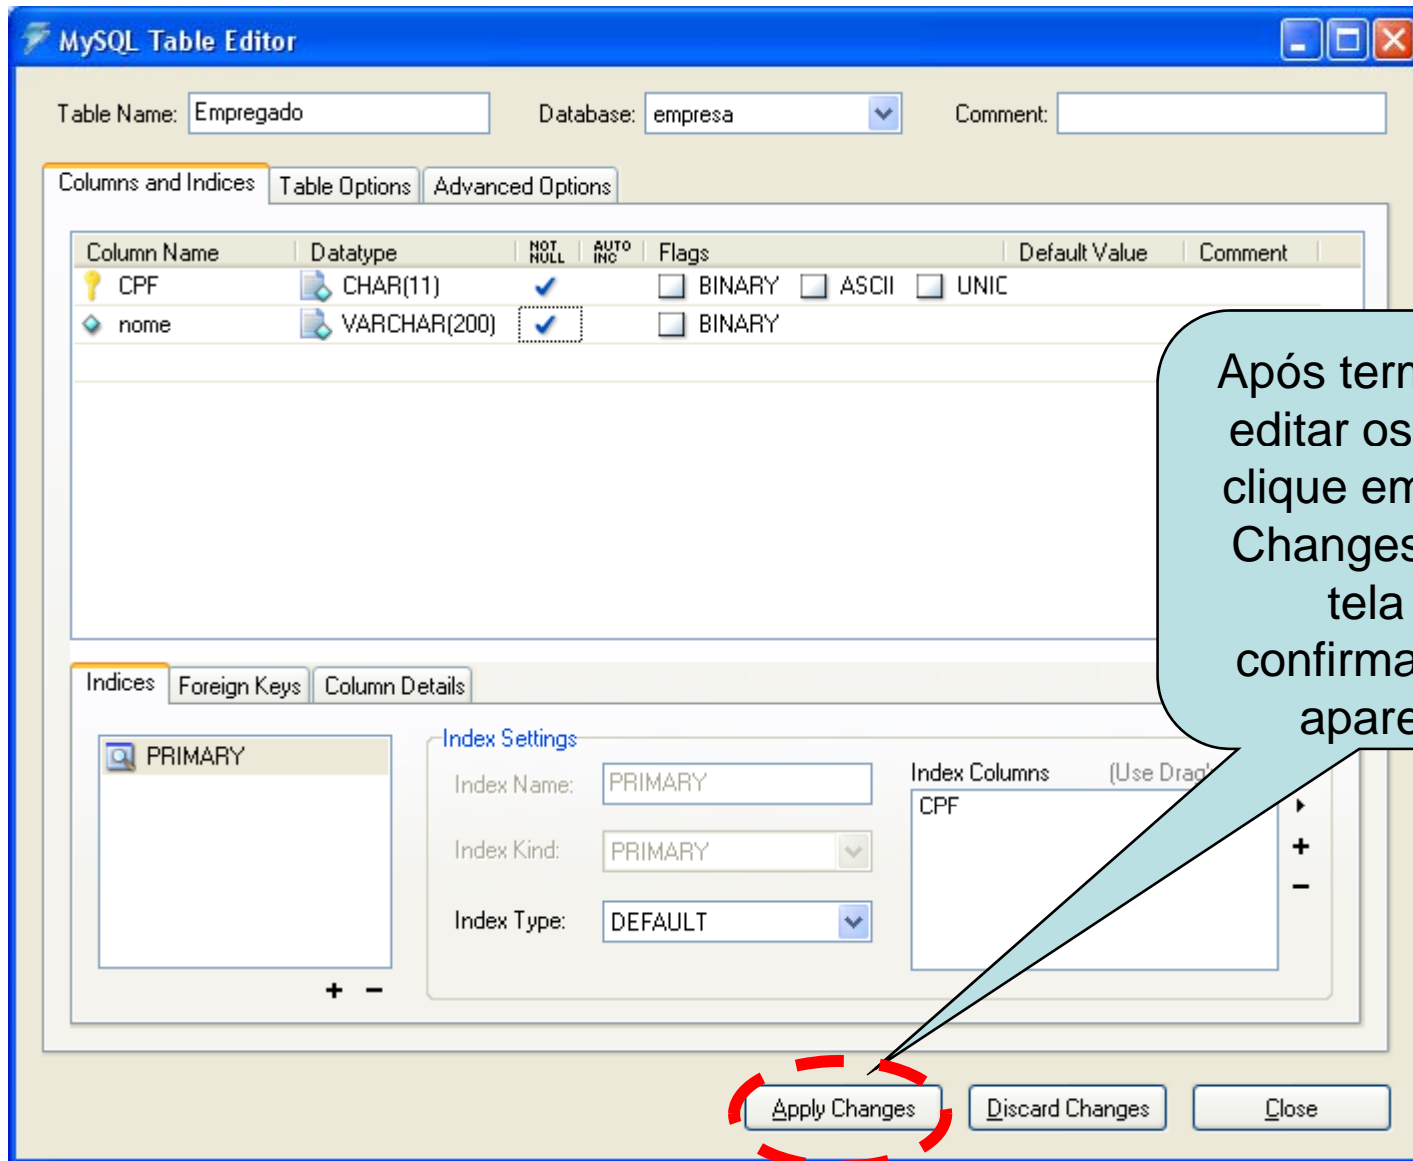 MySQL Table Editor
Table Name: Empregado Database: empresa Comment:
Columns and Indices Table Options Advanced Options
Column Name Datatype NOT NULL AUTO INC Flags Default Value Comment
CPF CHAR(11) BINARY ASCII UNIC
nome VARCHAR(200) BINARY
Após
editar os
clique
Changes
tela
Indices Foreign Keys Column Details
PRIMARY
Index Settings
Index Name: PRIMARY
Index Kind: PRIMARY
Index Type: DEFAULT
Index Columns (Use
CPF
+ −
+
−
Apply Changes Discard Changes Close